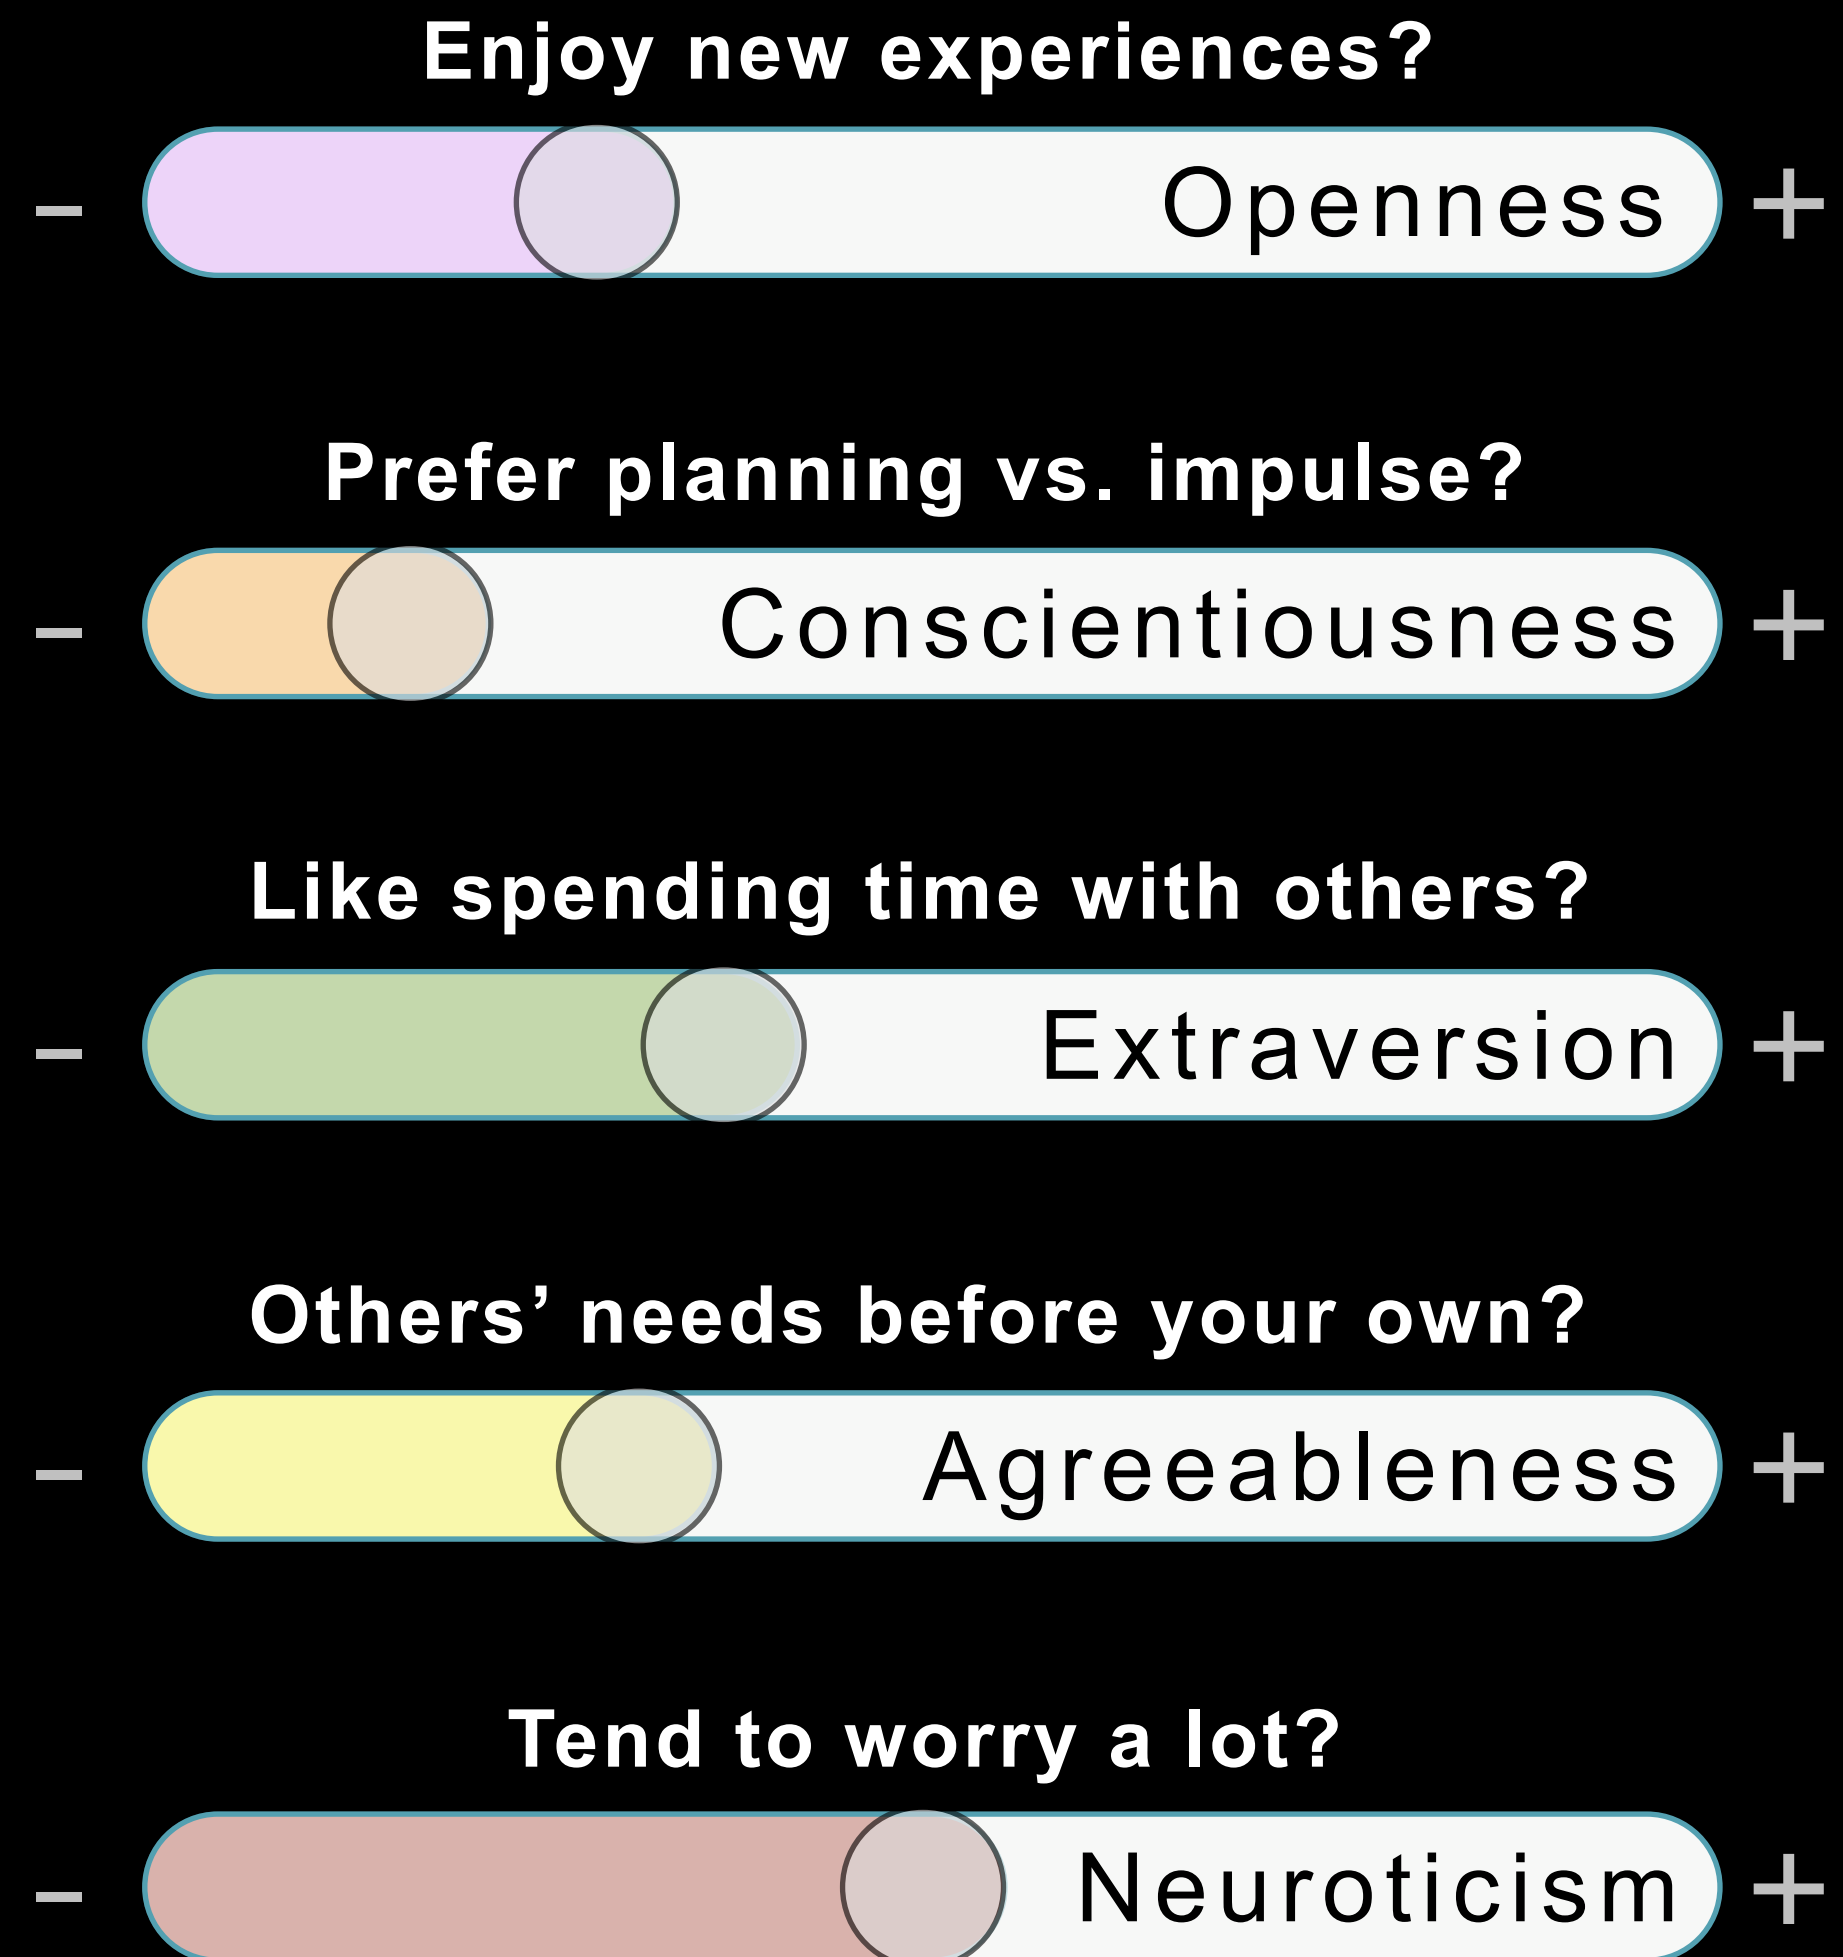 Enjoy new experiences?
– Openness +
Prefer planning vs. impulse?
– Conscientiousness +
Like spending time with others?
– Extraversion +
Others’ needs before your own?
– Agreeableness +
Tend to worry a lot?
– Neuroticism +